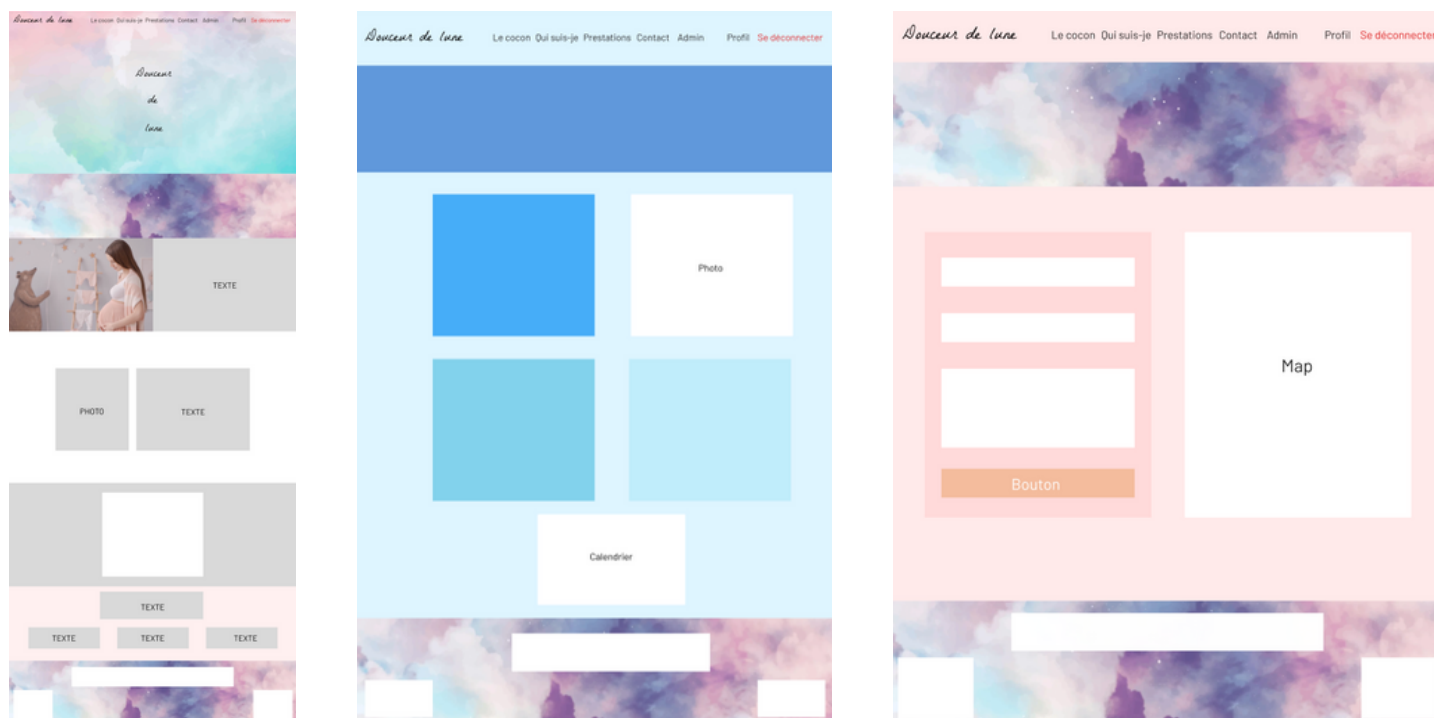 Douceur de lune Le cocon Qui suis-je Prestations Contact Admin Profil Se déconnecter
Douceur
de
lune
TEXTE
PHOTO TEXTE
TEXTE
TEXTE TEXTE TEXTE
Douceur de lune Le cocon Qui suis-je Prestations Contact Admin Profil Se déconnecter
Photo
Calendrier
Douceur de lune Le cocon Qui suis-je Prestations Contact Admin Profil Se déconnecter
Map
Bouton